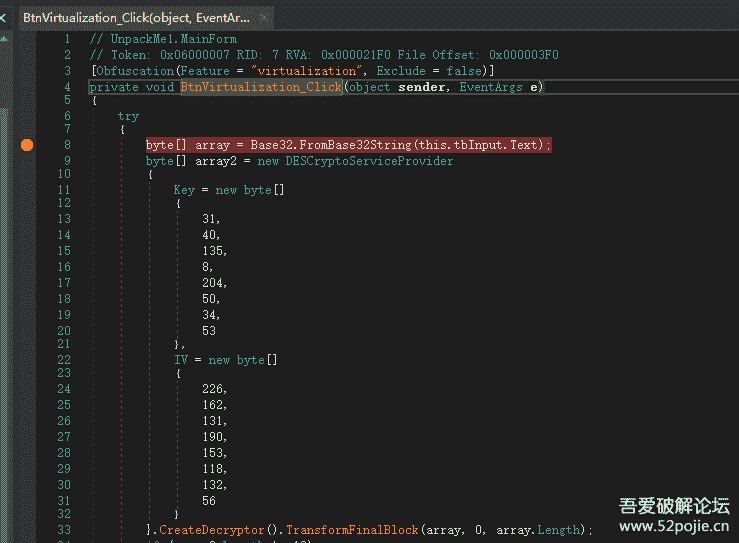 BtnVirtualization_Click(object, EventAr...
1 // UnpackMe1.MainForm
2 // Token: 0x06000007 RID: 7 RVA: 0x000021F0 File Offset: 0x000003F0
3 [Obfuscation(Feature = "virtualization", Exclude = false)]
4 private void BtnVirtualization_Click(object sender, EventArgs e)
5 {
6 try
7 {
8 byte[] array = Base32.FromBase32String(this.tbInput.Text);
9 byte[] array2 = new DESCryptoServiceProvider
10 {
11 Key = new byte[]
12 {
13 31,
14 40,
15 135,
16 8,
17 204,
18 50,
19 34,
20 53
21 },
22 IV = new byte[]
23 {
24 226,
25 162,
26 131,
27 190,
28 153,
29 118,
30 132,
31 56
32 }
33 }.CreateDecryptor().TransformFinalBlock(array, 0, array.Length);
吾爱破解论坛
www.52pojie.cn